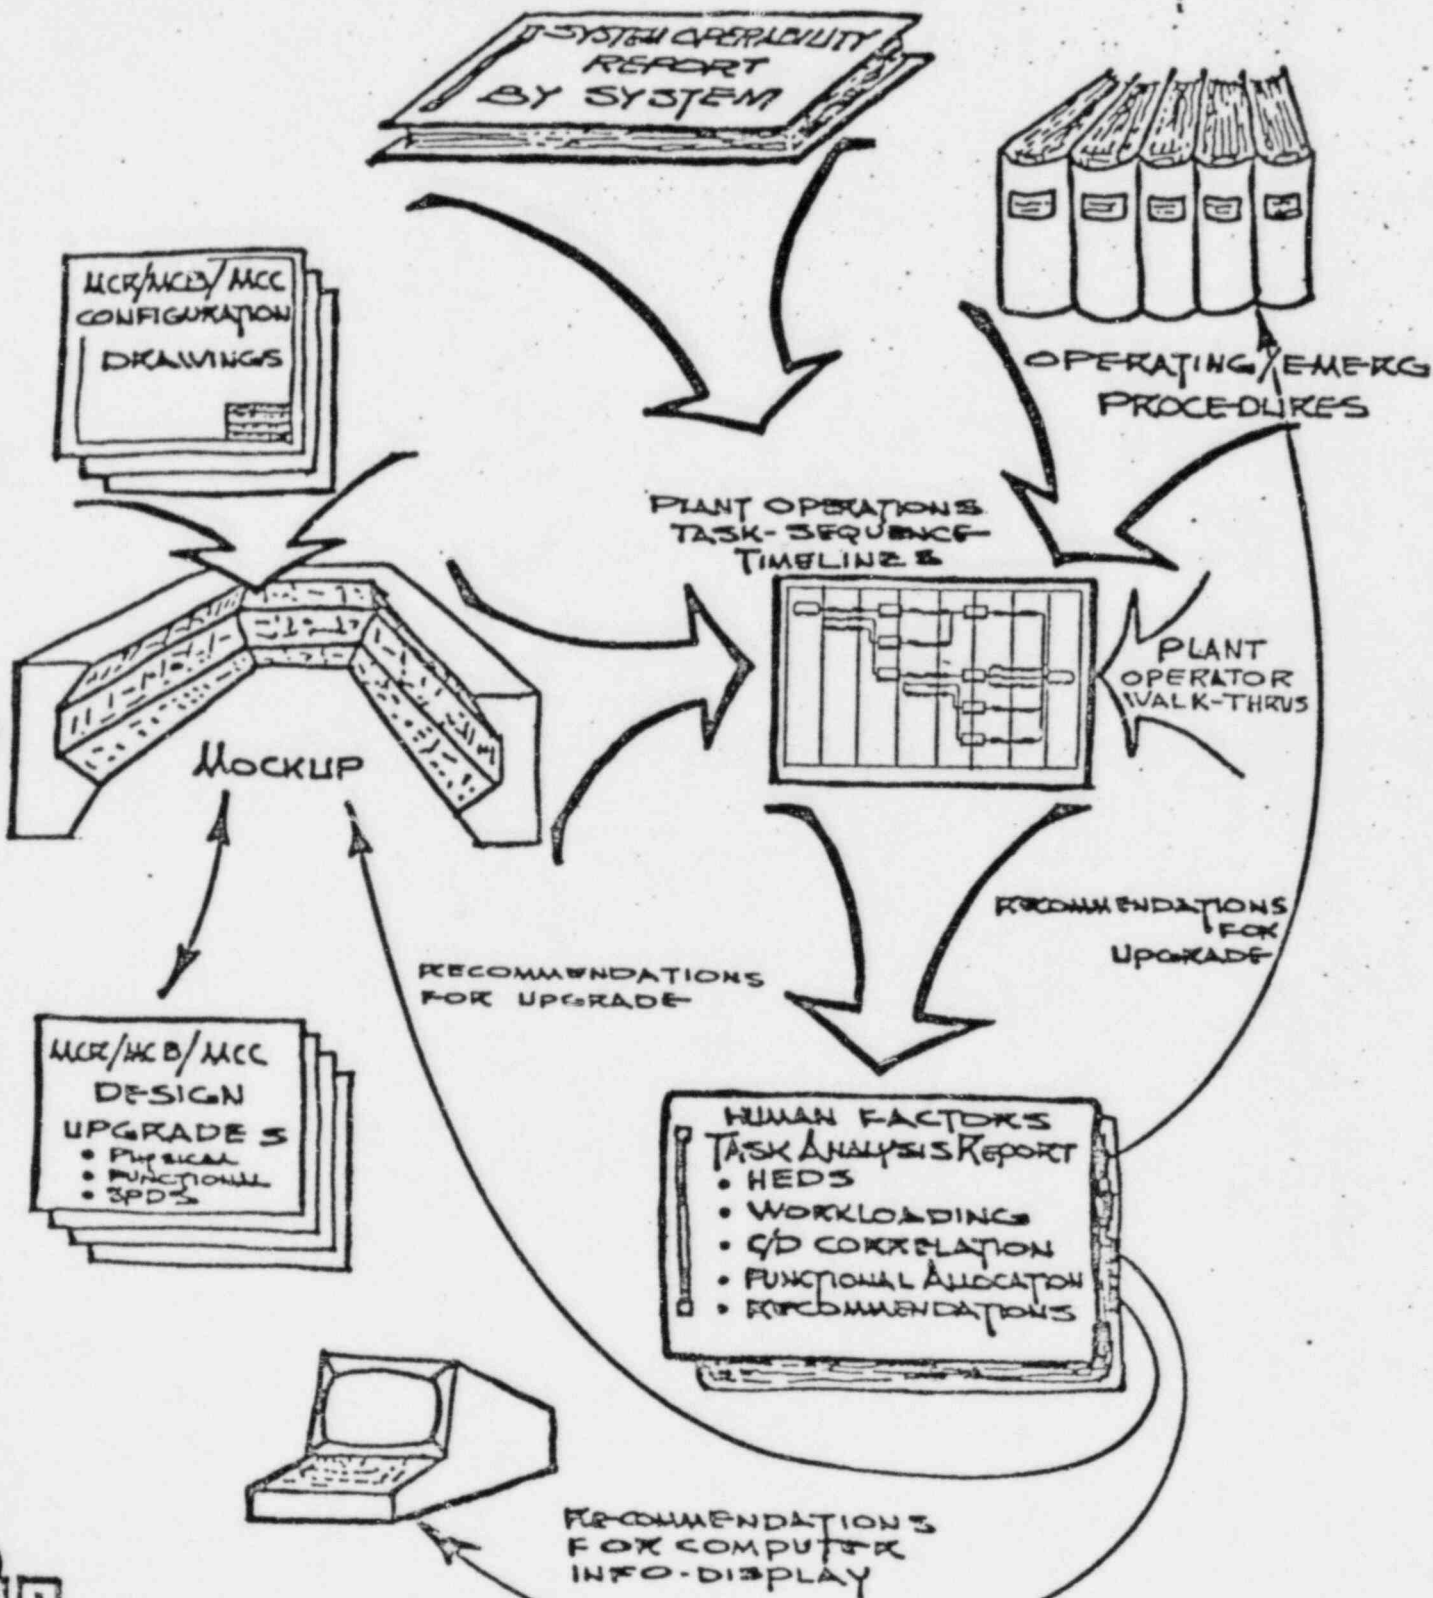 SYSTEM OPERABILITY
REPORT
BY SYSTEM
MCR/MCB/MCC
CONFIGURATION
DRAWINGS
OPERATING/EMERG
PROCEDURES
PLANT OPERATIONS
TASK-SEQUENCE
TIMELINES
PLANT
OPERATOR
WALK-THRUS
MOCKUP
RECOMMENDATIONS
FOR
UPGRADE
RECOMMENDATIONS
FOR UPGRADE
MCR/MCB/MCC
DESIGN
UPGRADES
• PHYSICAL
• FUNCTIONAL
• SPDS
HUMAN FACTORS
TASK ANALYSIS REPORT
• HEDS
• WORKLOADING
• C/D CORRELATION
• FUNCTIONAL ALLOCATION
• RECOMMENDATIONS
RECOMMENDATIONS
FOR COMPUTER
INFO-DISPLAY